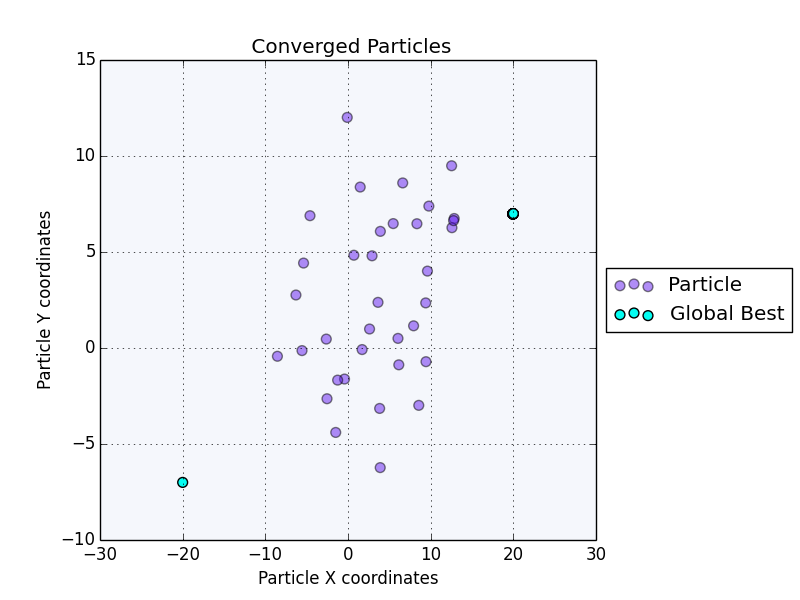 Converged Particles
15
10
5
0
−5
−10
−30
−20
−10
0
10
20
30
Particle X coordinates
Particle Y coordinates
Particle
Global Best